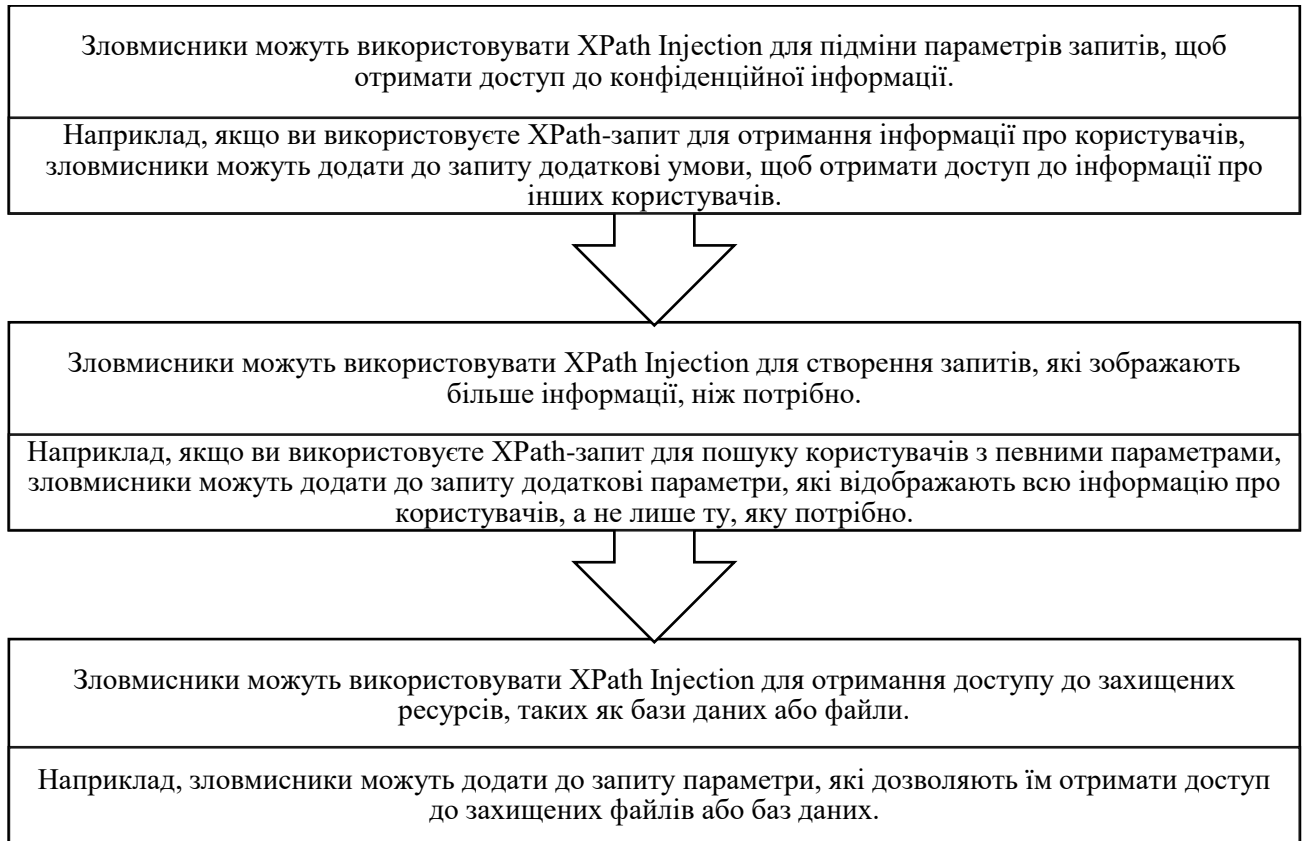 Зловмисники можуть використовувати XPath Injection для підміни параметрів запитів, щоб
отримати доступ до конфіденційної інформації.
Наприклад, якщо ви використовуєте XPath-запит для отримання інформації про користувачів,
зловмисники можуть додати до запиту додаткові умови, щоб отримати доступ до інформації про
інших користувачів.
Зловмисники можуть використовувати XPath Injection для створення запитів, які зображають
більше інформації, ніж потрібно.
Наприклад, якщо ви використовуєте XPath-запит для пошуку користувачів з певними параметрами,
зловмисники можуть додати до запиту додаткові параметри, які відображають всю інформацію про
користувачів, а не лише ту, яку потрібно.
Зловмисники можуть використовувати XPath Injection для отримання доступу до захищених
ресурсів, таких як бази даних або файли.
Наприклад, зловмисники можуть додати до запиту параметри, які дозволяють їм отримати доступ
до захищених файлів або баз даних.